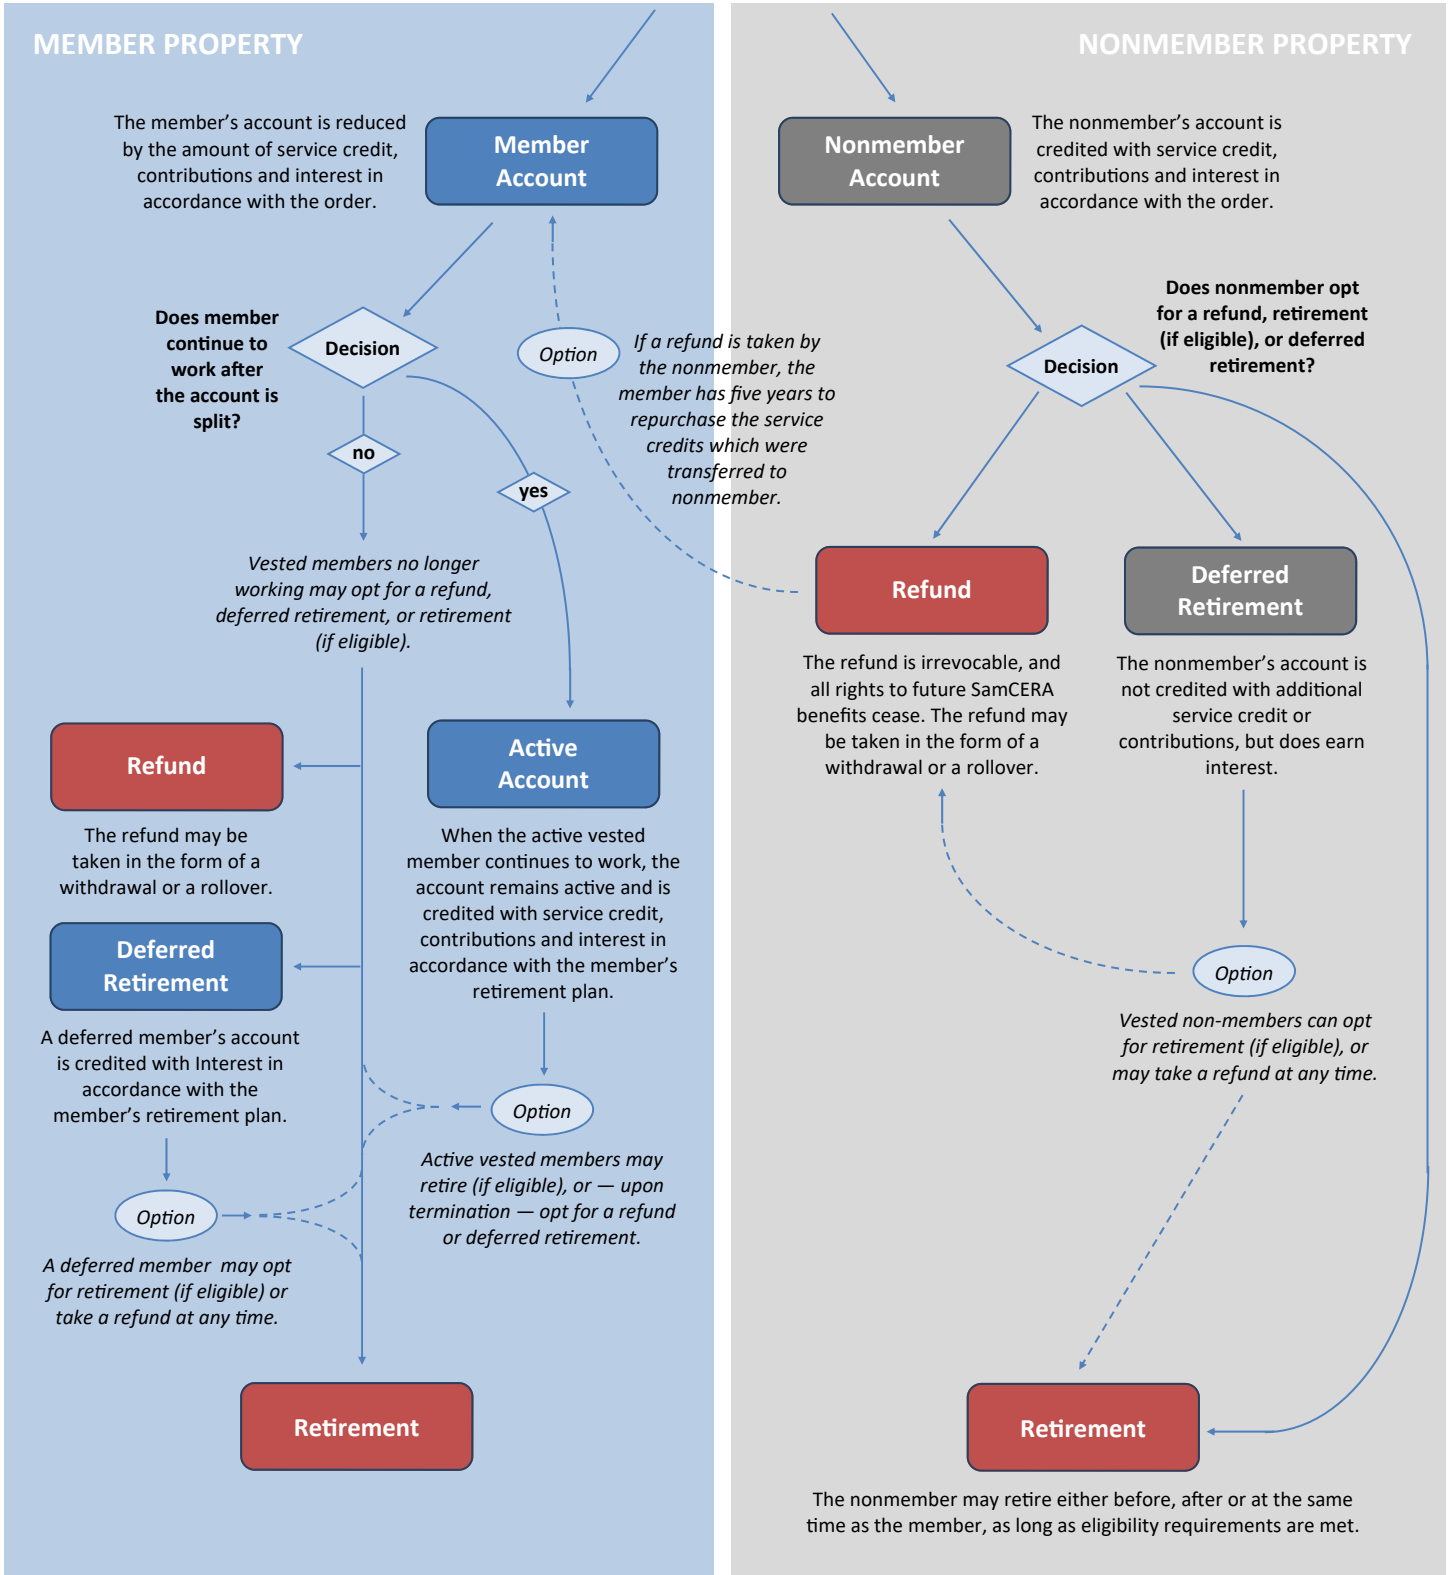 MEMBER PROPERTY
The member’s account is reduced
by the amount of service credit,
contributions and interest in
accordance with the order.
Member
Account
Does member
continue to
work after
the account is
split?
Decision
no
yes
Option
If a refund is taken by
the nonmember, the
member has five years to
repurchase the service
credits which were
transferred to
nonmember.
Vested members no longer
working may opt for a refund,
deferred retirement, or retirement
(if eligible).
Refund
The refund may be
taken in the form of a
withdrawal or a rollover.
Active
Account
When the active vested
member continues to work, the
account remains active and is
credited with service credit,
contributions and interest in
accordance with the member’s
retirement plan.
Deferred
Retirement
A deferred member’s account
is credited with Interest in
accordance with the
member’s retirement plan.
Option
Active vested members may
retire (if eligible), or — upon
termination — opt for a refund
or deferred retirement.
Option
A deferred member may opt
for retirement (if eligible) or
take a refund at any time.
Retirement
NONMEMBER PROPERTY
Nonmember
Account
The nonmember’s account is
credited with service credit,
contributions and interest in
accordance with the order.
Does nonmember opt
for a refund, retirement
(if eligible), or deferred
retirement?
Decision
Refund
The refund is irrevocable, and
all rights to future SamCERA
benefits cease. The refund may
be taken in the form of a
withdrawal or a rollover.
Deferred
Retirement
The nonmember’s account is
not credited with additional
service credit or
contributions, but does earn
interest.
Option
Vested non-members can opt
for retirement (if eligible), or
may take a refund at any time.
Retirement
The nonmember may retire either before, after or at the same
time as the member, as long as eligibility requirements are met.